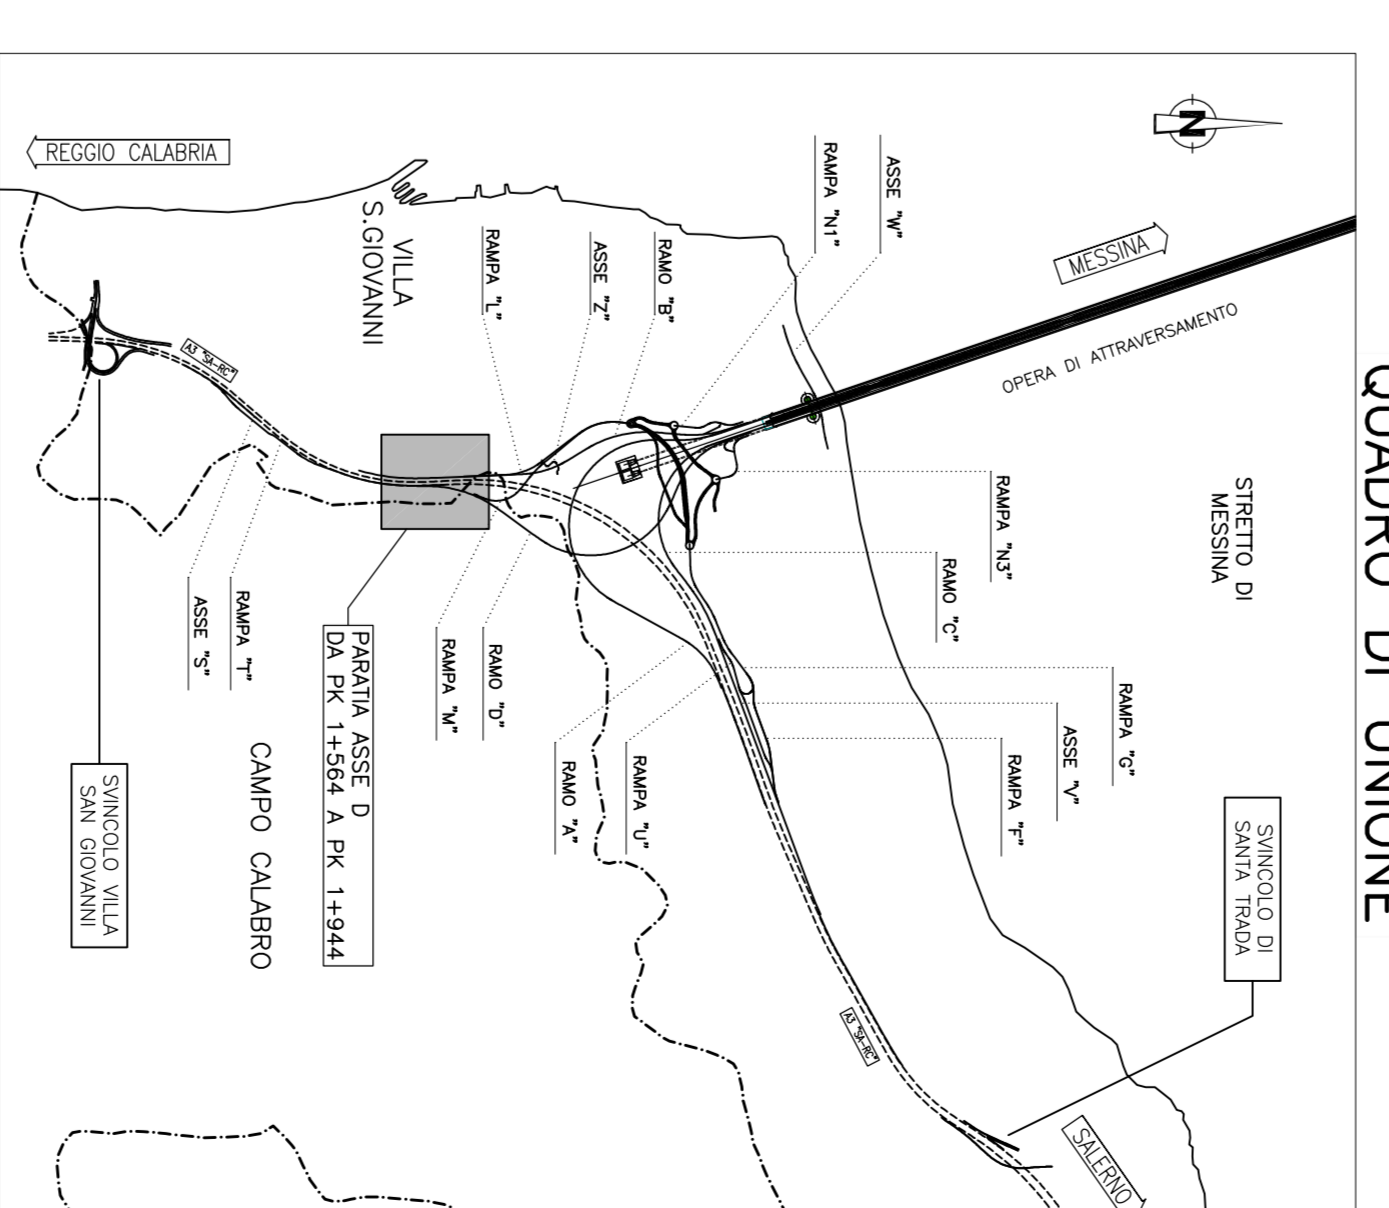 QUADRO DI UNIONE
N
REGGIO CALABRIA
MESSINA
OPERA DI ATTRAVERSAMENTO
STRETTO DI
MESSINA
ASSE "W"
RAMPA "N1"
RAMO "B"
ASSE "Z"
RAMPA "L"
VILLA
S.GIOVANNI
A3 "SA-RC"
RAMPA "N3"
RAMO "C"
RAMPA "G"
ASSE "V"
RAMPA "F"
RAMPA "U"
RAMO "A"
RAMO "D"
RAMPA "M"
RAMPA "T"
ASSE "S"
PARATIA ASSE D
DA PK 1+564 A PK 1+944
CAMPO CALABRO
SVINCOLO VILLA
SAN GIOVANNI
SVINCOLO DI
SANTA TRADA
A3 "SA-RC"
SALERNO